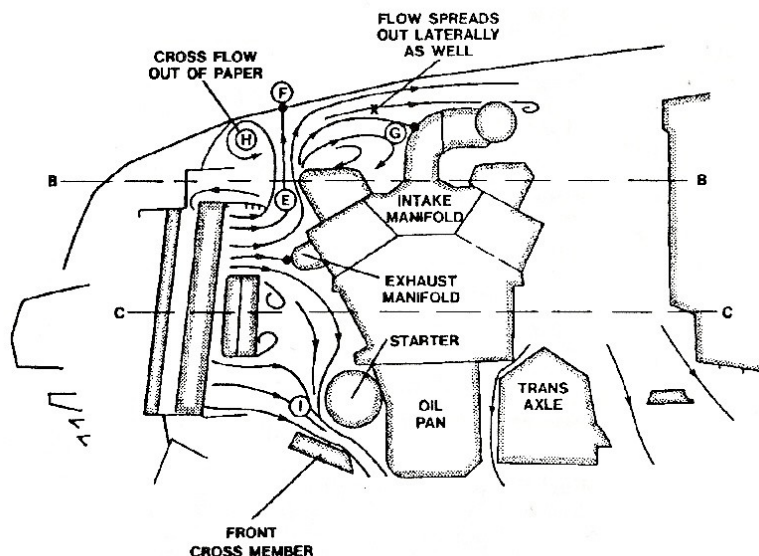 FLOW SPREADS
OUT LATERALLY
AS WELL
CROSS FLOW
OUT OF PAPER
F
G
H
B
B
E
INTAKE
MANIFOLD
EXHAUST
MANIFOLD
C
C
STARTER
TRANS
AXLE
OIL
PAN
I
FRONT
CROSS MEMBER